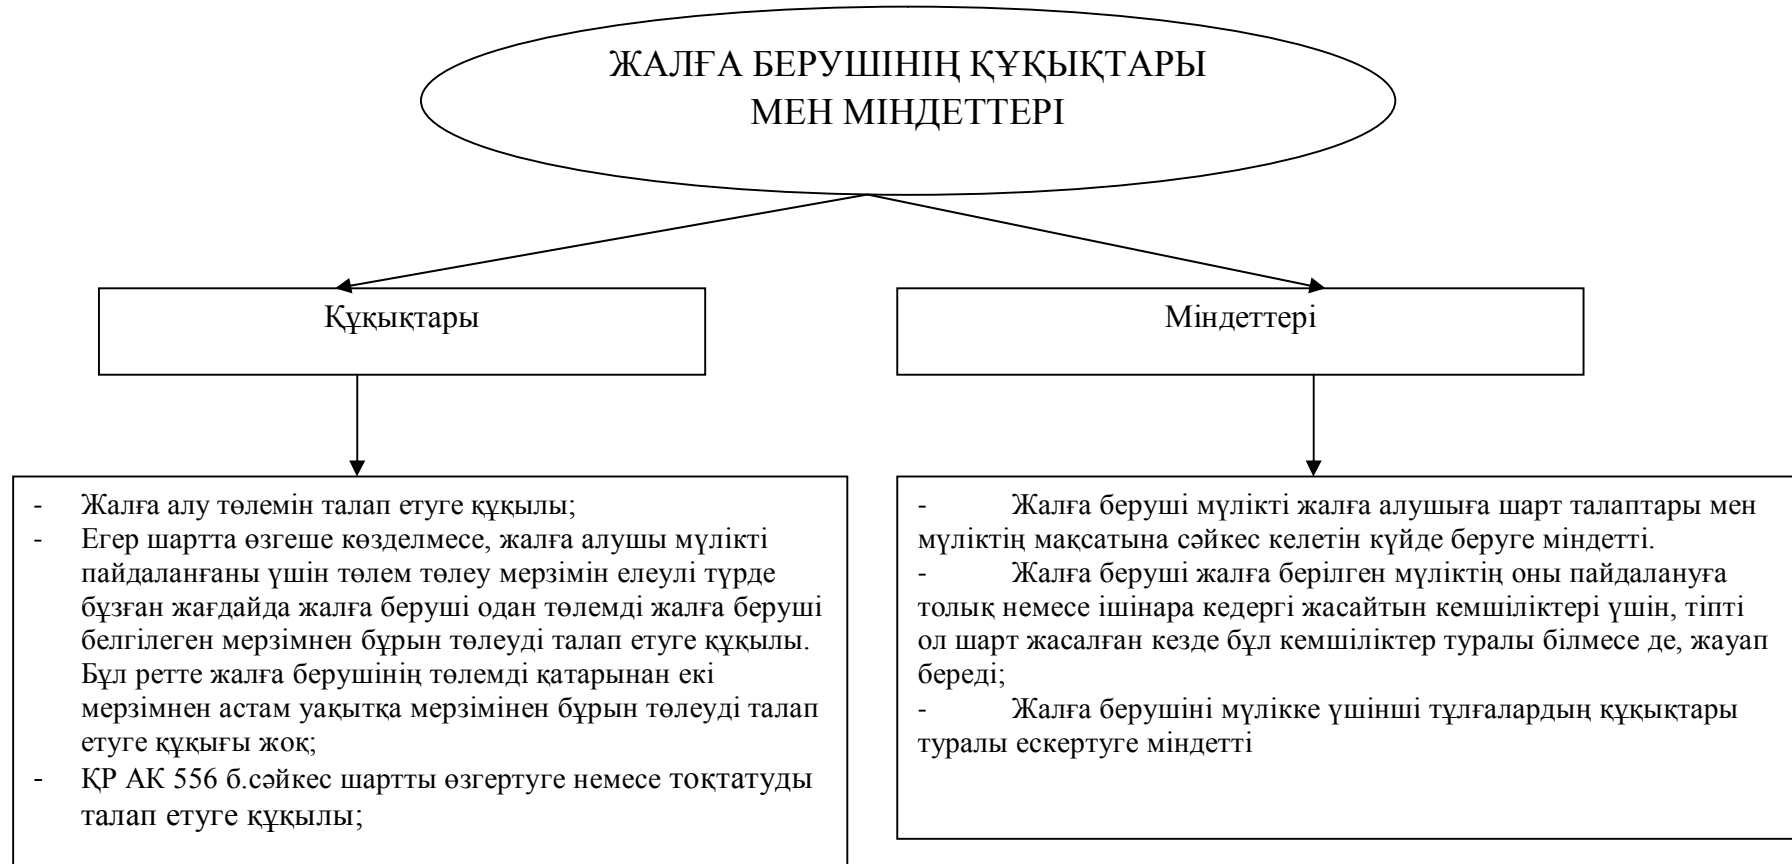 ЖАЛҒА БЕРУШІНІҢ ҚҰҚЫҚТАРЫ
МЕН МІНДЕТТЕРІ
Құқықтары
Міндеттері
- Жалға алу төлемін талап етуге құқылы;
- Егер шартта өзгеше көзделмесе, жалға алушы мүлікті
пайдаланғаны үшін төлем төлеу мерзімін елеулі түрде
бұзған жағдайда жалға беруші одан төлемді жалға беруші
белгілеген мерзімнен бұрын төлеуді талап етуге құқылы.
Бұл ретте жалға берушінің төлемді қатарынан екі
мерзімнен астам уақытқа мерзімінен бұрын төлеуді талап
етуге құқығы жоқ;
- ҚР АК 556 б.сәйкес шартты өзгертуге немесе тоқтатуды
талап етуге құқылы;
- Жалға беруші мүлікті жалға алушыға шарт талаптары мен
мүліктің мақсатына сәйкес келетін күйде беруге міндетті.
- Жалға беруші жалға берілген мүліктің оны пайдалануға
толық немесе ішінара кедергі жасайтын кемшіліктері үшін, тіпті
ол шарт жасалған кезде бұл кемшіліктер туралы білмесе де, жауап
береді;
- Жалға берушіні мүлікке үшінші тұлғалардың құқықтары
туралы ескертуге міндетті